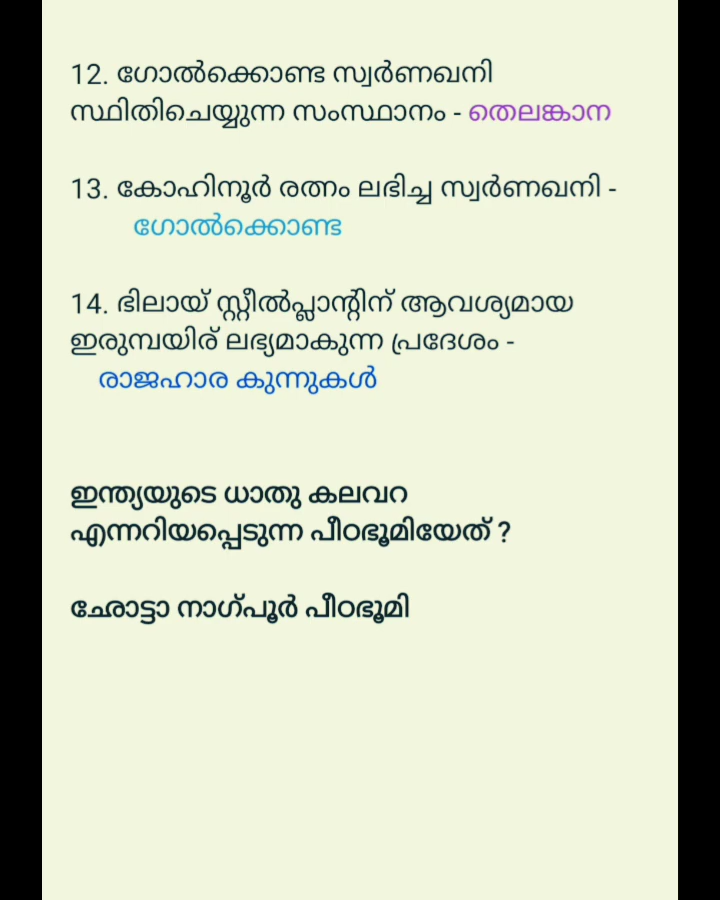 12. ഗോൽക്കൊണ്ട സ്വർണഖനി
സ്ഥിതിചെയ്യുന്ന സംസ്ഥാനം - തെലങ്കാന
13. കോഹിനൂർ രത്നം ലഭിച്ച സ്വർണഖനി -
ഗോൽക്കൊണ്ട
14. ഭിലായ് സ്റ്റീൽപ്ലാന്റിന് ആവശ്യമായ
ഇരുമ്പയിര് ലഭ്യമാകുന്ന പ്രദേശം -
രാജഹാര കുന്നുകൾ
ഇന്ത്യയുടെ ധാതു കലവറ
എന്നറിയപ്പെടുന്ന പീഠഭൂമിയേത് ?
ഛോട്ടാ നാഗ്പൂർ പീഠഭൂമി